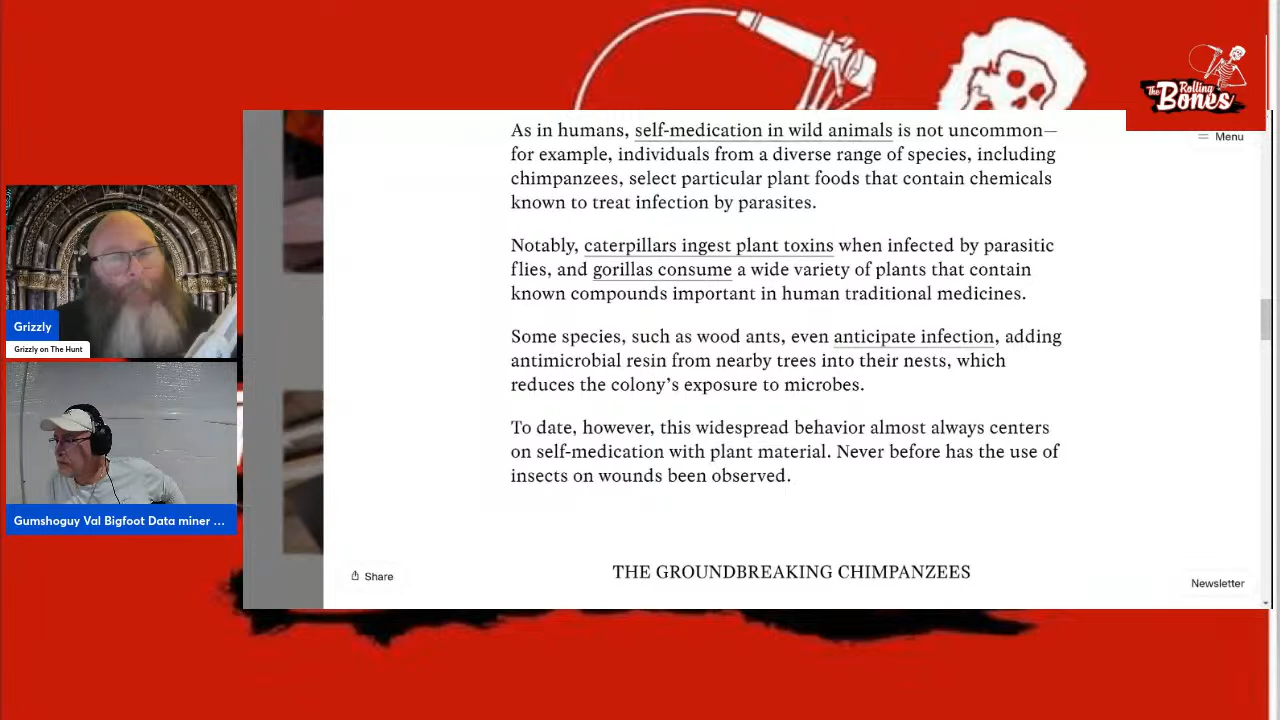 The Rolling
Bones
Menu
As in humans, self-medication in wild animals is not uncommon—
for example, individuals from a diverse range of species, including
chimpanzees, select particular plant foods that contain chemicals
known to treat infection by parasites.
Notably, caterpillars ingest plant toxins when infected by parasitic
flies, and gorillas consume a wide variety of plants that contain
known compounds important in human traditional medicines.
Some species, such as wood ants, even anticipate infection, adding
antimicrobial resin from nearby trees into their nests, which
reduces the colony's exposure to microbes.
To date, however, this widespread behavior almost always centers
on self-medication with plant material. Never before has the use of
insects on wounds been observed.
THE GROUNDBREAKING CHIMPANZEES
Share
Newsletter
Grizzly
Grizzly on The Hunt
Gumshoguy Val Bigfoot Data miner ...